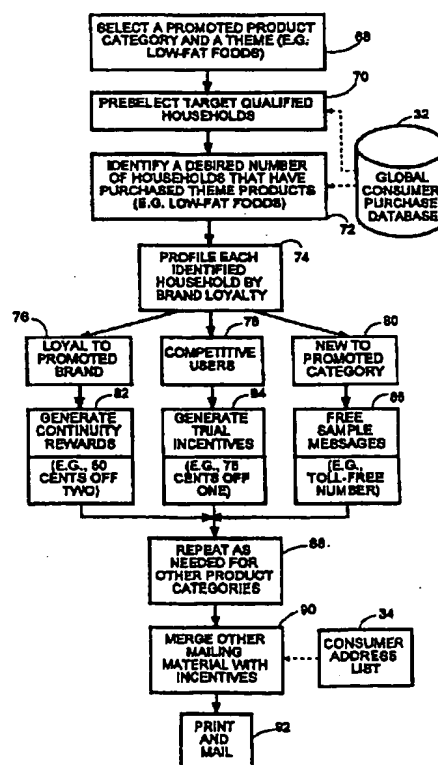 SELECT A PROMOTED PRODUCT
CATEGORY AND A THEME (E.G.:
LOW-FAT FOODS)
68
70
PRESELECT TARGET QUALIFIED
HOUSEHOLDS
32
IDENTIFY A DESIRED NUMBER
OF HOUSEHOLDS THAT HAVE
PURCHASED THEME PRODUCTS
(E.G. LOW-FAT FOODS)
GLOBAL
CONSUMER
PURCHASE
DATABASE
72
74
PROFILE EACH
IDENTIFIED
HOUSEHOLD BY
BRAND LOYALTY
76
78
80
LOYAL TO
PROMOTED
BRAND
COMPETITIVE
USERS
NEW TO
PROMOTED
CATEGORY
82
84
86
GENERATE
CONTINUITY
REWARDS
GENERATE
TRIAL
INCENTIVES
FREE
SAMPLE
MESSAGES
(E.G., 50
CENTS OFF
TWO)
(E.G., 75
CENTS OFF
ONE)
(E.G.,
TOLL-FREE
NUMBER)
88
REPEAT AS
NEEDED FOR
OTHER PRODUCT
CATEGORIES
90
34
MERGE OTHER
MAILING
MATERIAL WITH
INCENTIVES
CONSUMER
ADDRESS
LIST
PRINT
AND
MAIL
92